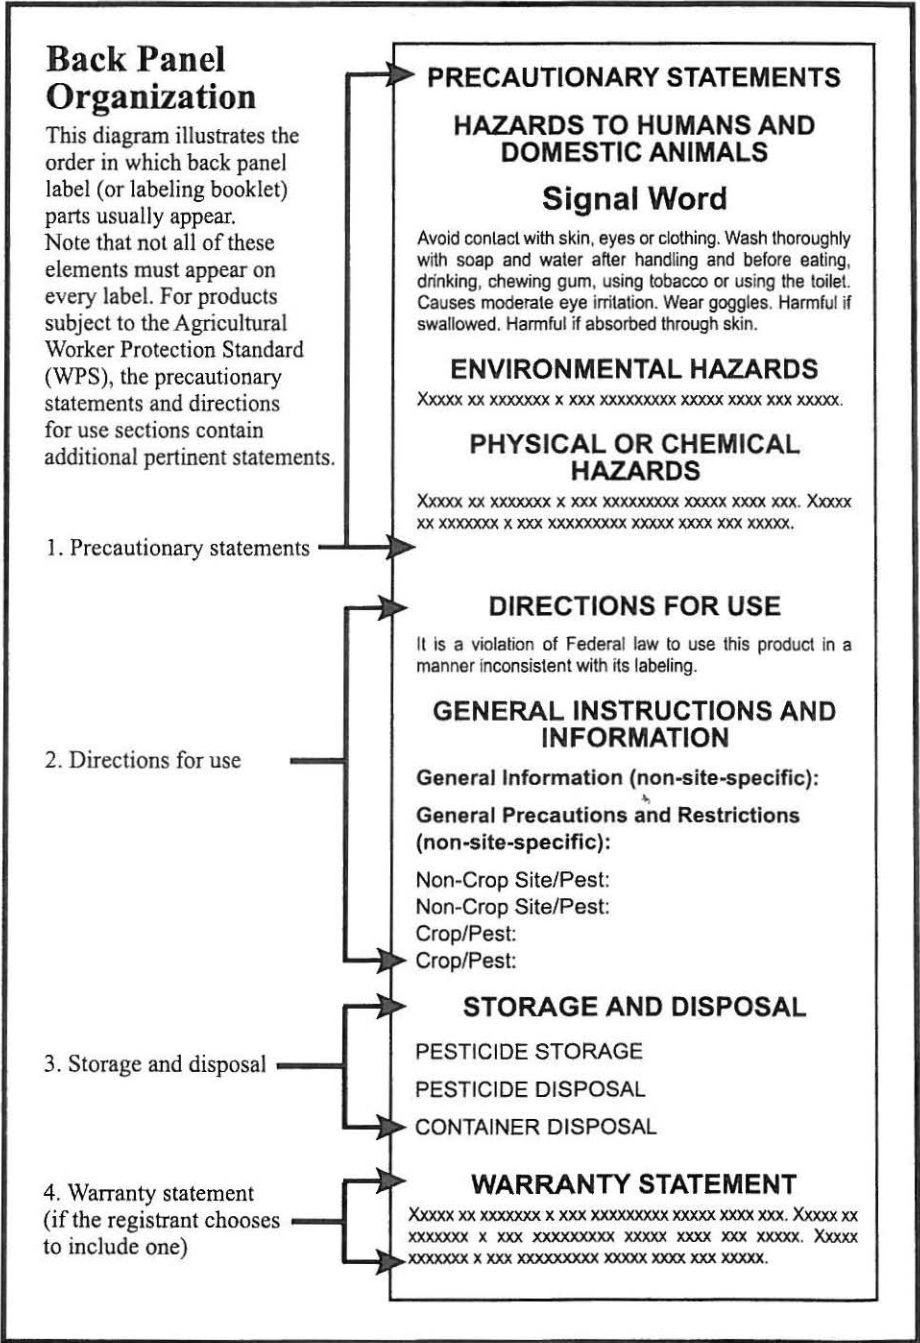 Back Panel
Organization
This diagram illustrates the
order in which back panel
label (or labeling booklet)
parts usually appear.
Note that not all of these
elements must appear on
every label. For products
subject to the Agricultural
Worker Protection Standard
(WPS), the precautionary
statements and directions
for use sections contain
additional pertinent statements.
1. Precautionary statements
2. Directions for use
3. Storage and disposal
4. Warranty statement
(if the registrant chooses
to include one)
PRECAUTIONARY STATEMENTS
HAZARDS TO HUMANS AND
DOMESTIC ANIMALS
Signal Word
Avoid contact with skin, eyes or clothing. Wash thoroughly
with soap and water after handling and before eating,
drinking, chewing gum, using tobacco or using the toilet.
Causes moderate eye irritation. Wear goggles. Harmful if
swallowed. Harmful if absorbed through skin.
ENVIRONMENTAL HAZARDS
Xxxxx xx xxxxxxx x xxx xxxxxxxxx xxxxx xxxx xxx xxxxx.
PHYSICAL OR CHEMICAL
HAZARDS
Xxxxx xx xxxxxxx x xxx xxxxxxxxx xxxxx xxxx xxx. Xxxxx
xx xxxxxxx x xxx xxxxxxxxx xxxxx xxxx xxx xxxxx.
DIRECTIONS FOR USE
It is a violation of Federal law to use this product in a
manner inconsistent with its labeling.
GENERAL INSTRUCTIONS AND
INFORMATION
General Information (non-site-specific):
General Precautions and Restrictions
(non-site-specific):
Non-Crop Site/Pest:
Non-Crop Site/Pest:
Crop/Pest:
Crop/Pest:
STORAGE AND DISPOSAL
PESTICIDE STORAGE
PESTICIDE DISPOSAL
CONTAINER DISPOSAL
WARRANTY STATEMENT
Xxxxx xx xxxxxxx x xxx xxxxxxxxx xxxxx xxxx xxx. Xxxxx xx
xxxxxxx x xxx xxxxxxxxx xxxxx xxxx xxx xxxxx. Xxxxx
xxxxxxx x xxx xxxxxxxxx xxxxx xxxx xxx xxxxx.